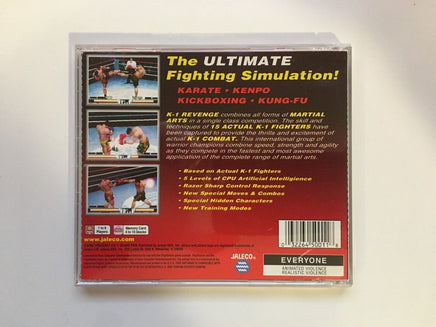 The ULTIMATE
Fighting Simulation!
KARATE • KENPO
KICKBOXING • KUNG-FU
K-1 REVENGE combines all forms of MARTIAL
ARTS in a single class competition. The skill and
techniques of 15 ACTUAL K-1 FIGHTERS have
been captured to provide the thrills and excitement of
actual K-1 COMBAT. This international group of
warrior champions combine speed, strength and agility
as they compete in the fastest and most awesome
application of the complete range of martial arts.
• Based on Actual K-1 Fighters
• 5 Levels of CPU Artificial Intelligience
• Razor Sharp Control Response
• New Special Moves & Combos
• Special Hidden Characters
• New Training Modes
Players
Memory Card
www.jaleco.com
JALECO
EVERYONE
ANIMATED VIOLENCE
REALISTIC VIOLENCE